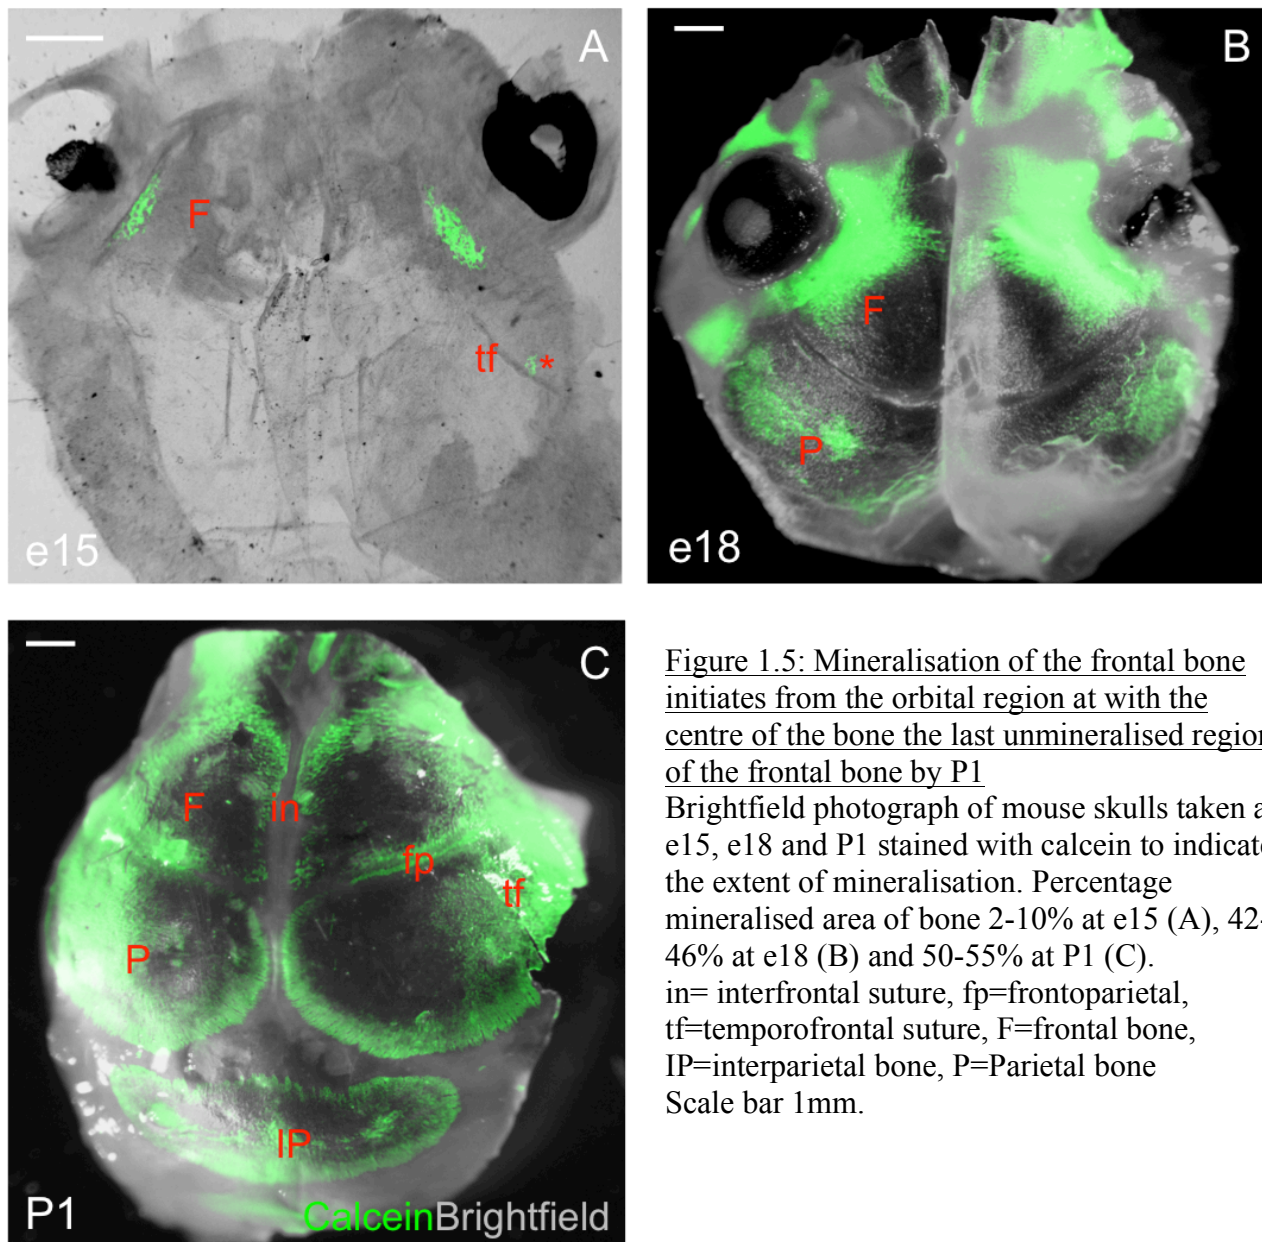 A
F
tf
*
e15
B
F
P
e18
C
F
in
fp
tf
P
IP
P1
CalceinBrightfield
Figure 1.5: Mineralisation of the frontal bone
initiates from the orbital region at with the
centre of the bone the last unmineralised region
of the frontal bone by P1
Brightfield photograph of mouse skulls taken a
e15, e18 and P1 stained with calcein to indicate
the extent of mineralisation. Percentage
mineralised area of bone 2-10% at e15 (A), 42-
46% at e18 (B) and 50-55% at P1 (C).
in= interfrontal suture, fp=frontoparietal,
tf=temporofrontal suture, F=frontal bone,
IP=interparietal bone, P=Parietal bone
Scale bar 1mm.